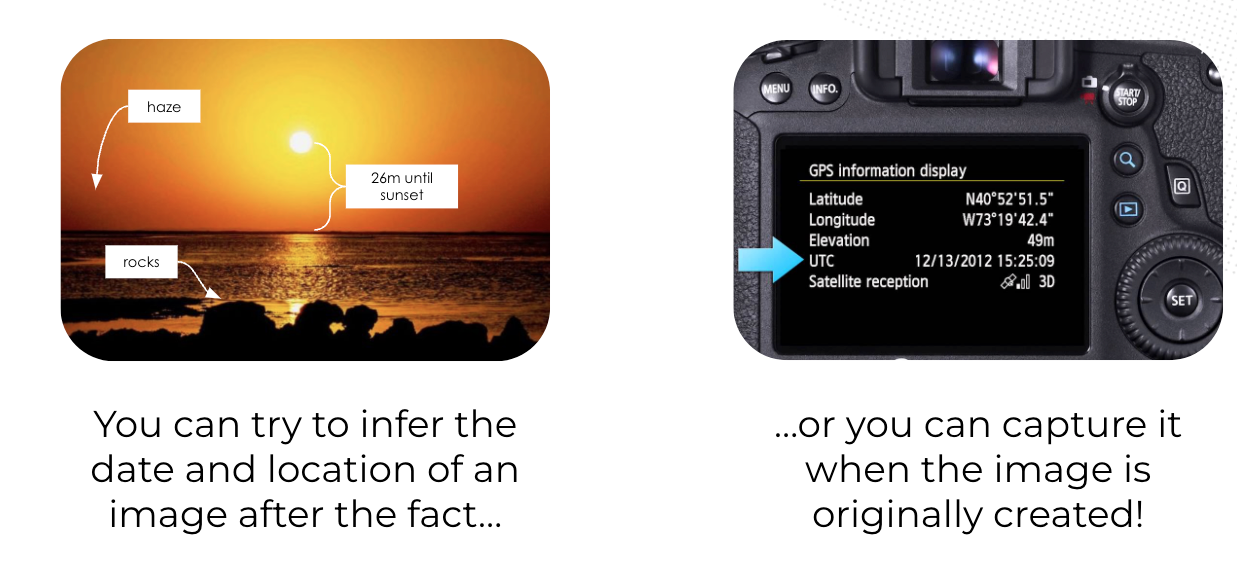 haze
26m until
sunset
rocks
You can try to infer the
date and location of an
image after the fact...
MENU
INFO.
START/
STOP
Q
GPS information display
Latitude N40°52'51.5"
Longitude W73°19'42.4"
Elevation 49m
UTC 12/13/2012 15:25:09
Satellite reception 3D
SET
...or you can capture it
when the image is
originally created!